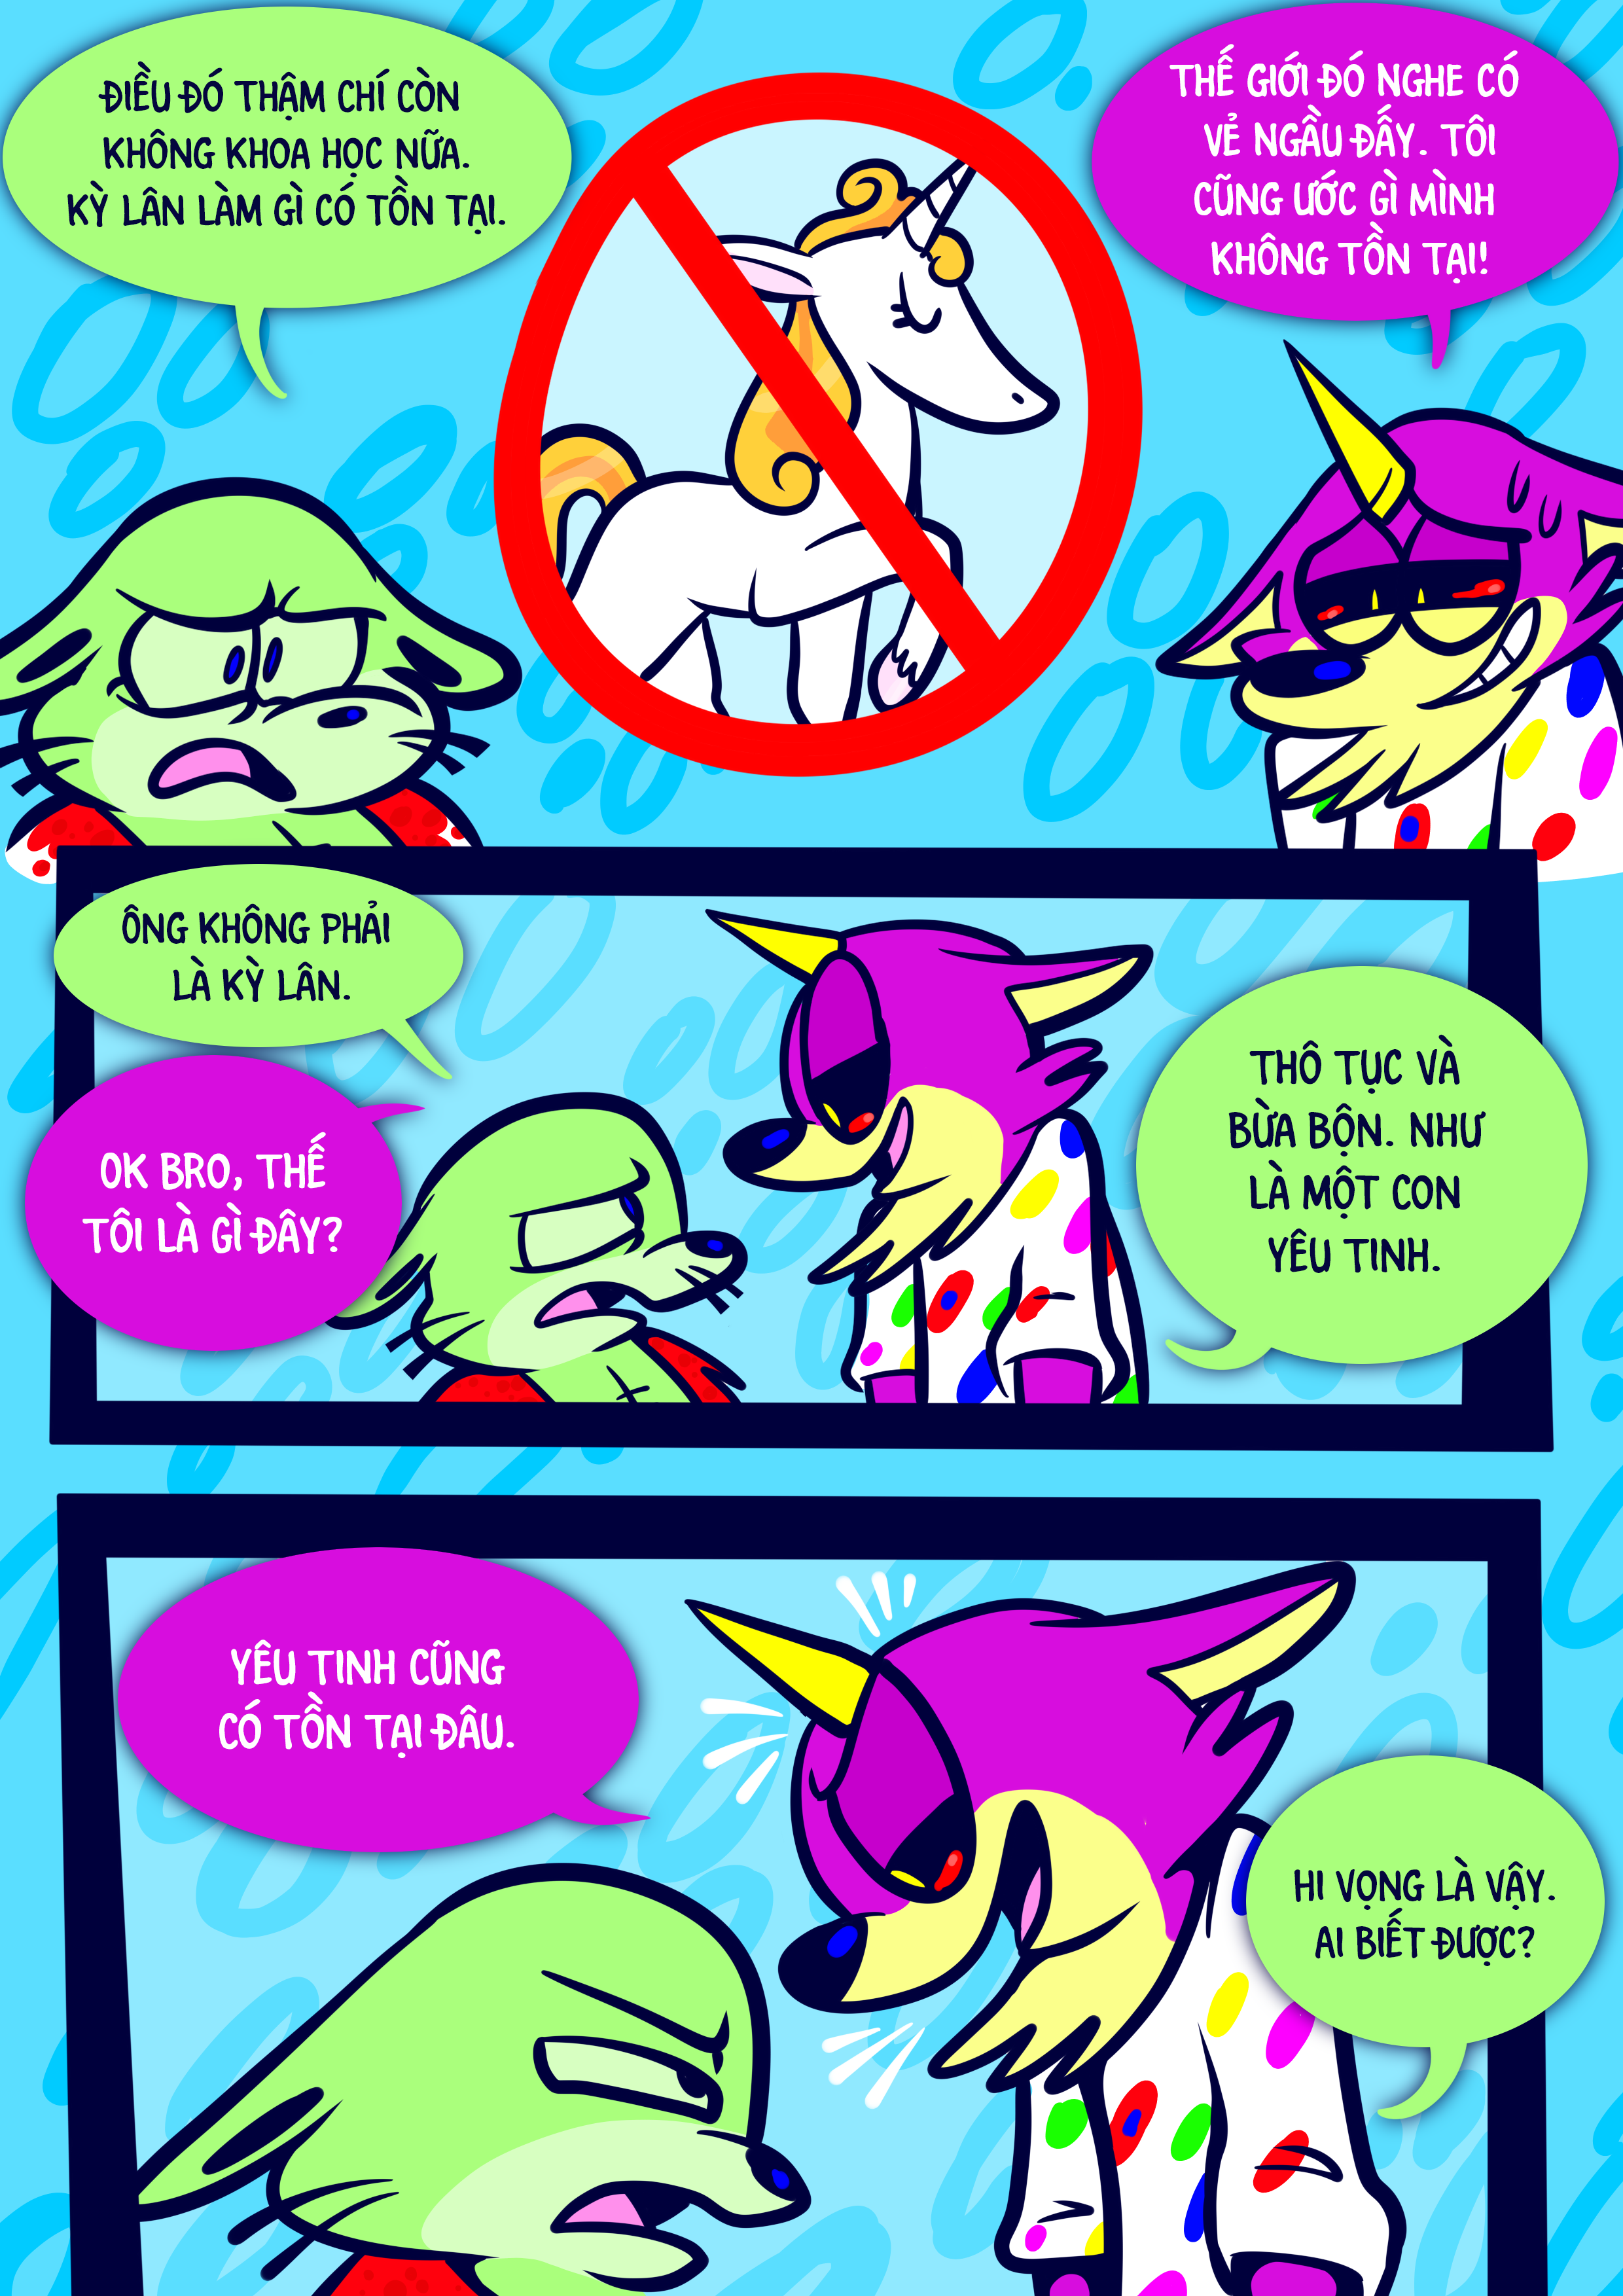 ĐIỀU ĐÓ THẬM CHÍ CÒN
KHÔNG KHOA HỌC NỮA.
KỲ LÂN LÀM GÌ CÓ TỒN TẠI.
THẾ GIỚI ĐÓ NGHE CÓ
VẺ NGẦU ĐẤY. TÔI
CŨNG ƯỚC GÌ MÌNH
KHÔNG TỒN TẠI!
ÔNG KHÔNG PHẢI
LÀ KỲ LÂN.
OK BRO, THẾ
TÔI LÀ GÌ ĐÂY?
THÔ TỤC VÀ
BỪA BỘN. NHƯ
LÀ MỘT CON
YÊU TINH.
YÊU TINH CŨNG
CÓ TỒN TẠI ĐÂU.
HI VỌNG LÀ VẬY.
AI BIẾT ĐƯỢC?